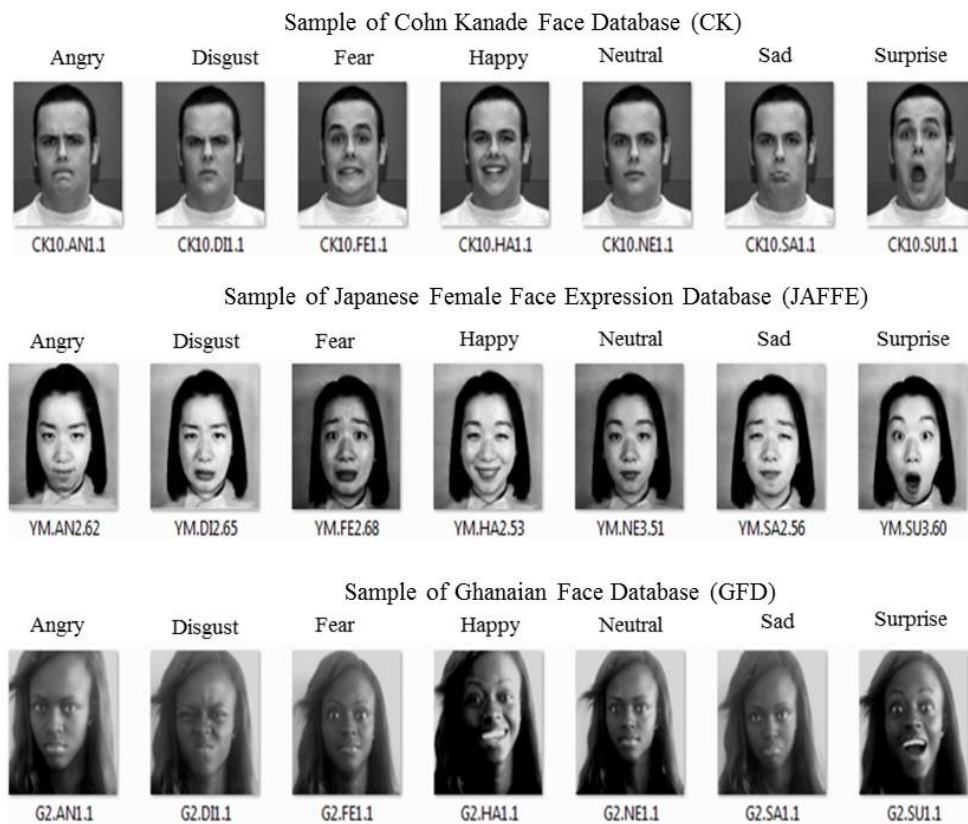 Sample of Cohn Kanade Face Database (CK)
Angry Disgust Fear Happy Neutral Sad Surprise
CK10.AN1.1 CK10.DI1.1 CK10.FE1.1 CK10.HA1.1 CK10.NE1.1 CK10.SA1.1 CK10.SU1.1
Sample of Japanese Female Face Expression Database (JAFFE)
Angry Disgust Fear Happy Neutral Sad Surprise
YM.AN2.62 YM.DI2.65 YM.FE2.68 YM.HA2.53 YM.NE3.51 YM.SA2.56 YM.SU3.60
Sample of Ghanaian Face Database (GFD)
Angry Disgust Fear Happy Neutral Sad Surprise
G2.AN1.1 G2.DI1.1 G2.FE1.1 G2.HA1.1 G2.NE1.1 G2.SA1.1 G2.SU1.1